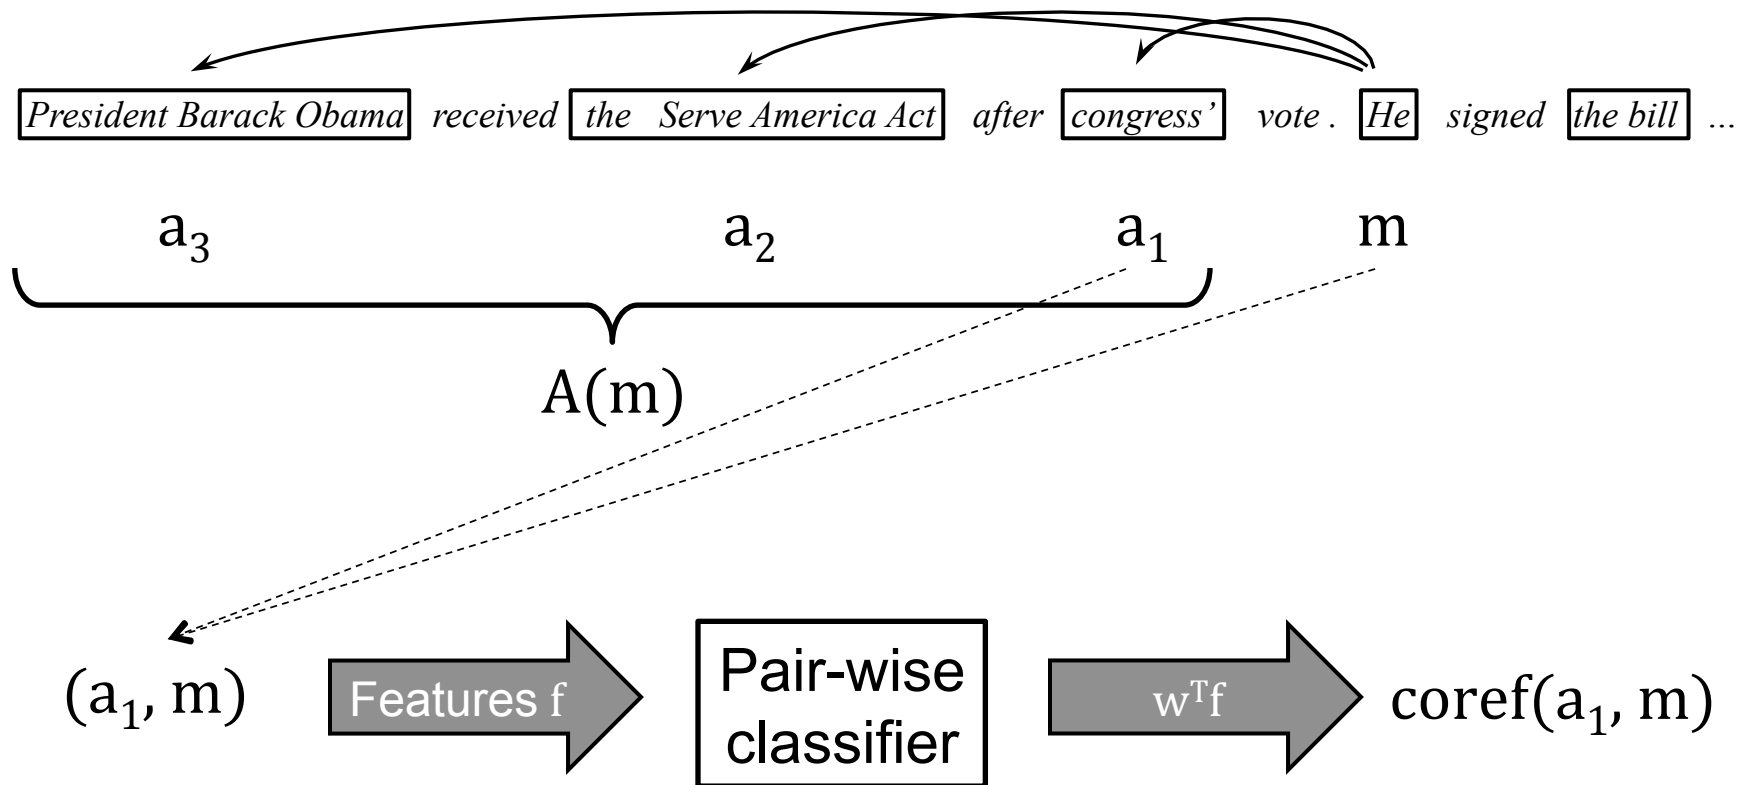 President Barack Obama received the Serve America Act after congress' vote . He signed the bill ...
a₃ a₂ a₁ m
A(m)
(a₁, m) Features f Pair-wise classifier wᵀf coref(a₁, m)